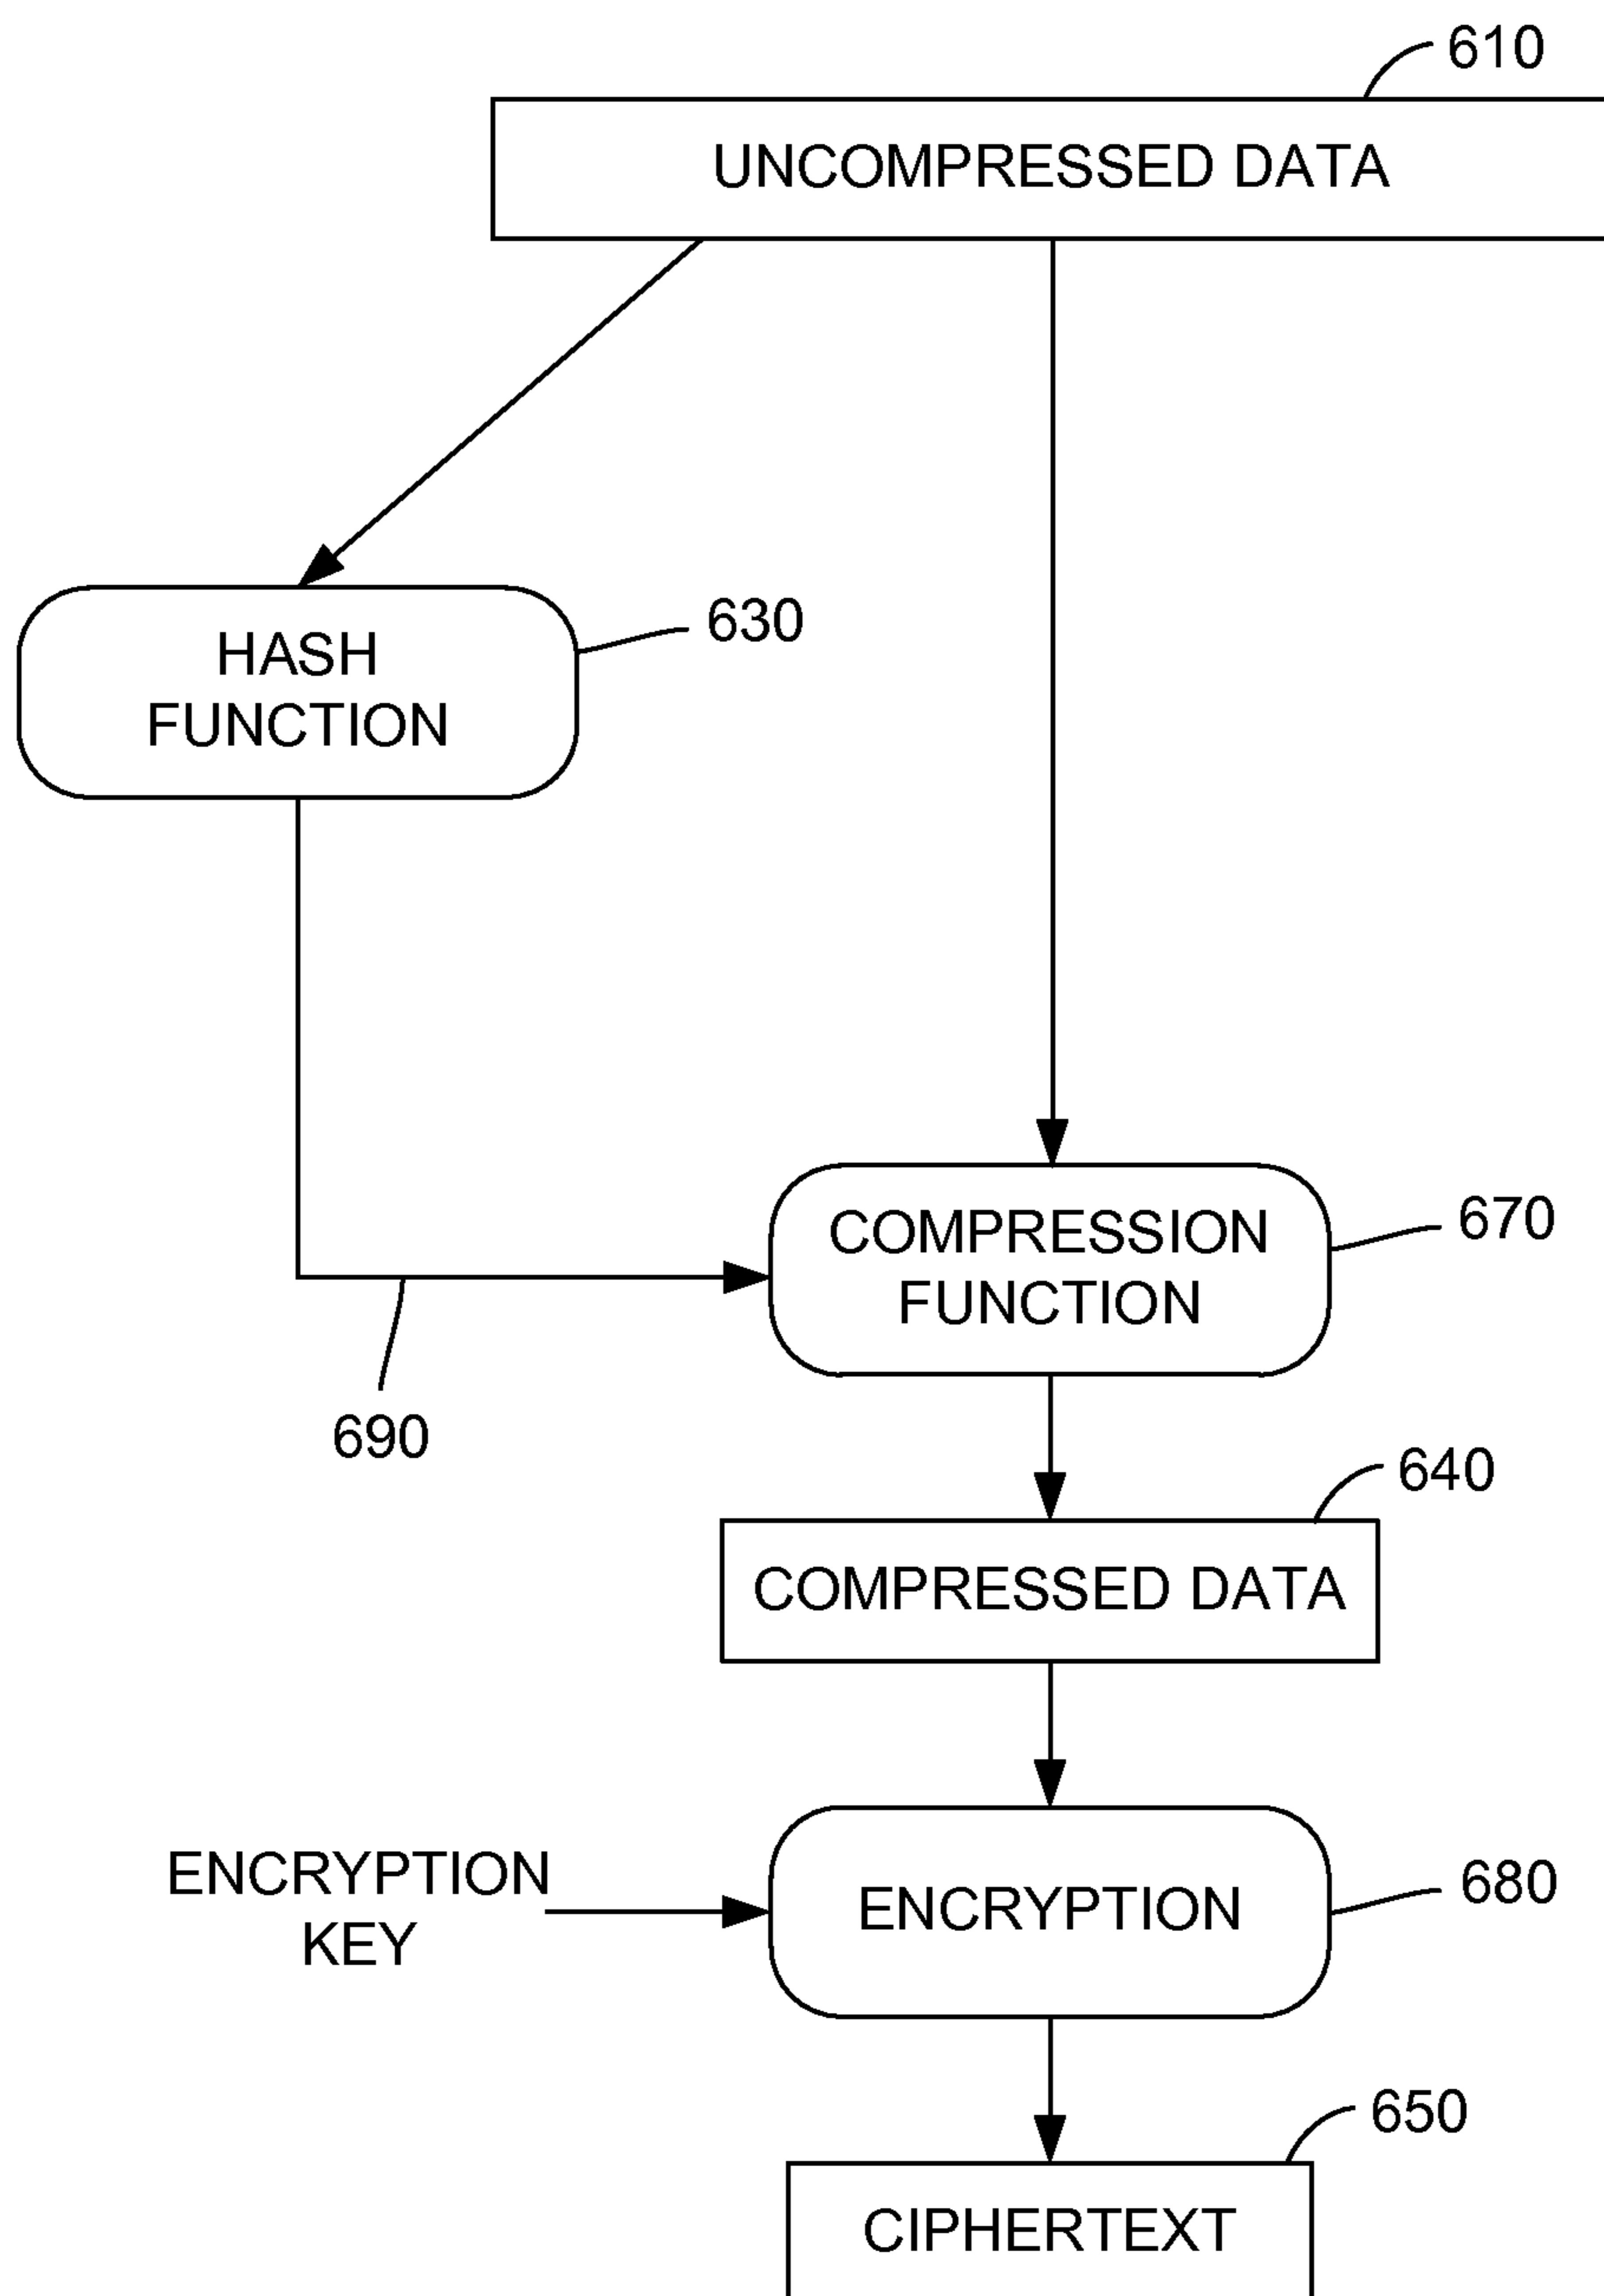 610
UNCOMPRESSED DATA
HASH
FUNCTION
630
COMPRESSION
FUNCTION
670
690
640
COMPRESSED DATA
ENCRYPTION
KEY
ENCRYPTION
680
650
CIPHERTEXT